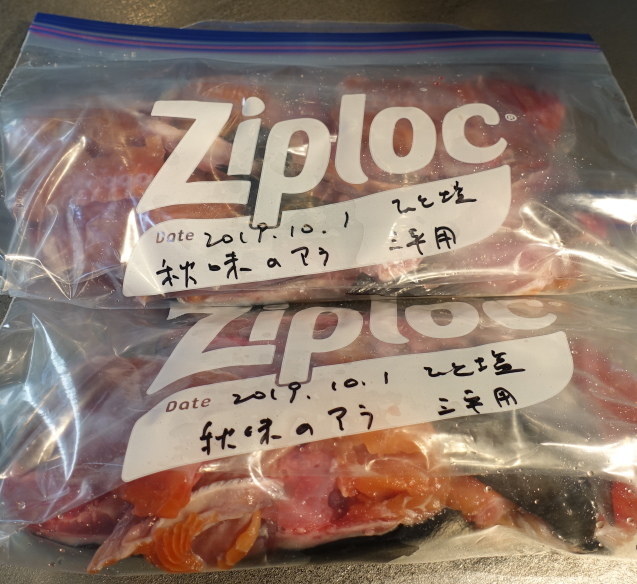 Ziploc®
Date 2019.10.1 ひと塩
秋味のアラ 三平用
Ziploc
Date 2019.10.1 ひと塩
秋味のアラ 三平用